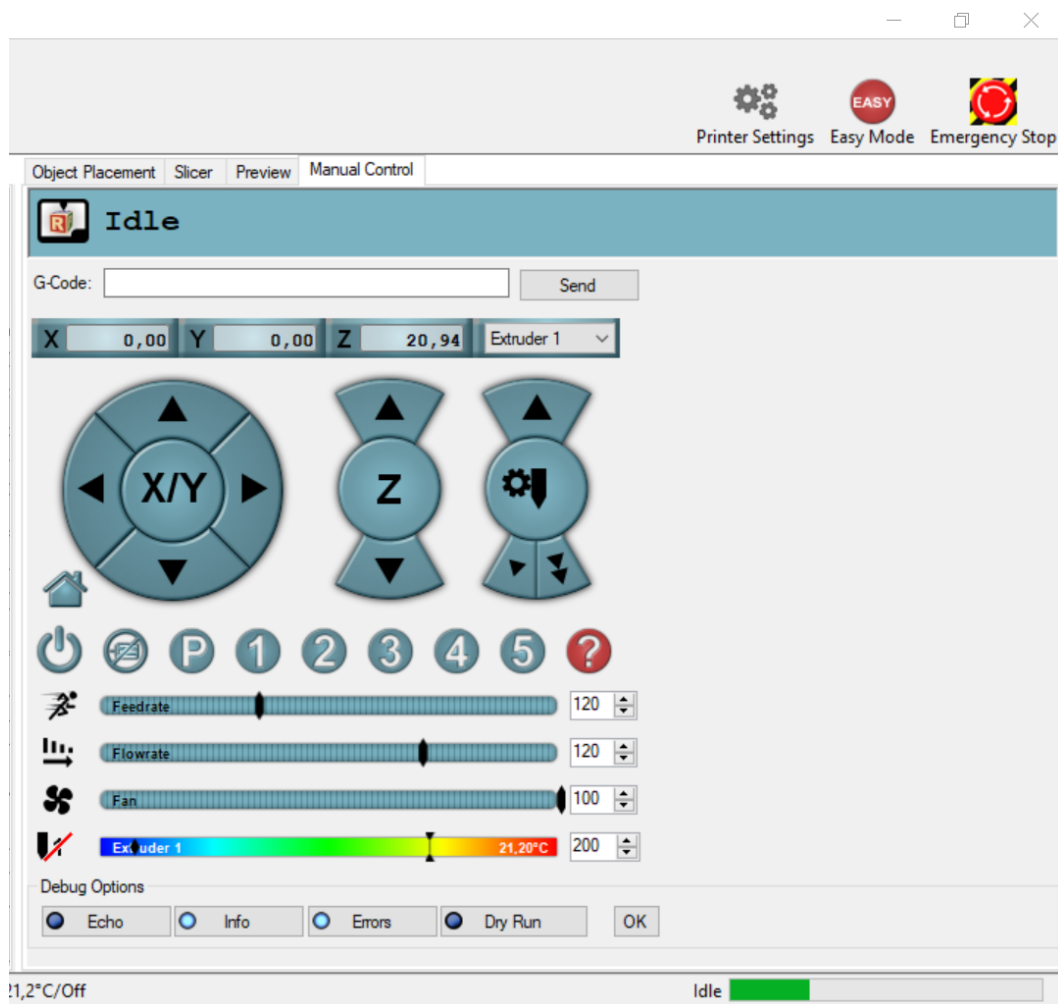 EASY
Printer Settings Easy Mode Emergency Stop
Object Placement Slicer Preview Manual Control
R Idle
G-Code: Send
X 0,00 Y 0,00 Z 20,94 Extruder 1
X/Y Z
P 1 2 3 4 5 ?
Feedrate 120
Flowrate 120
Fan 100
1 Extruder 1 21,20°C 200
Debug Options
Echo Info Errors Dry Run OK
21,2°C/Off Idle